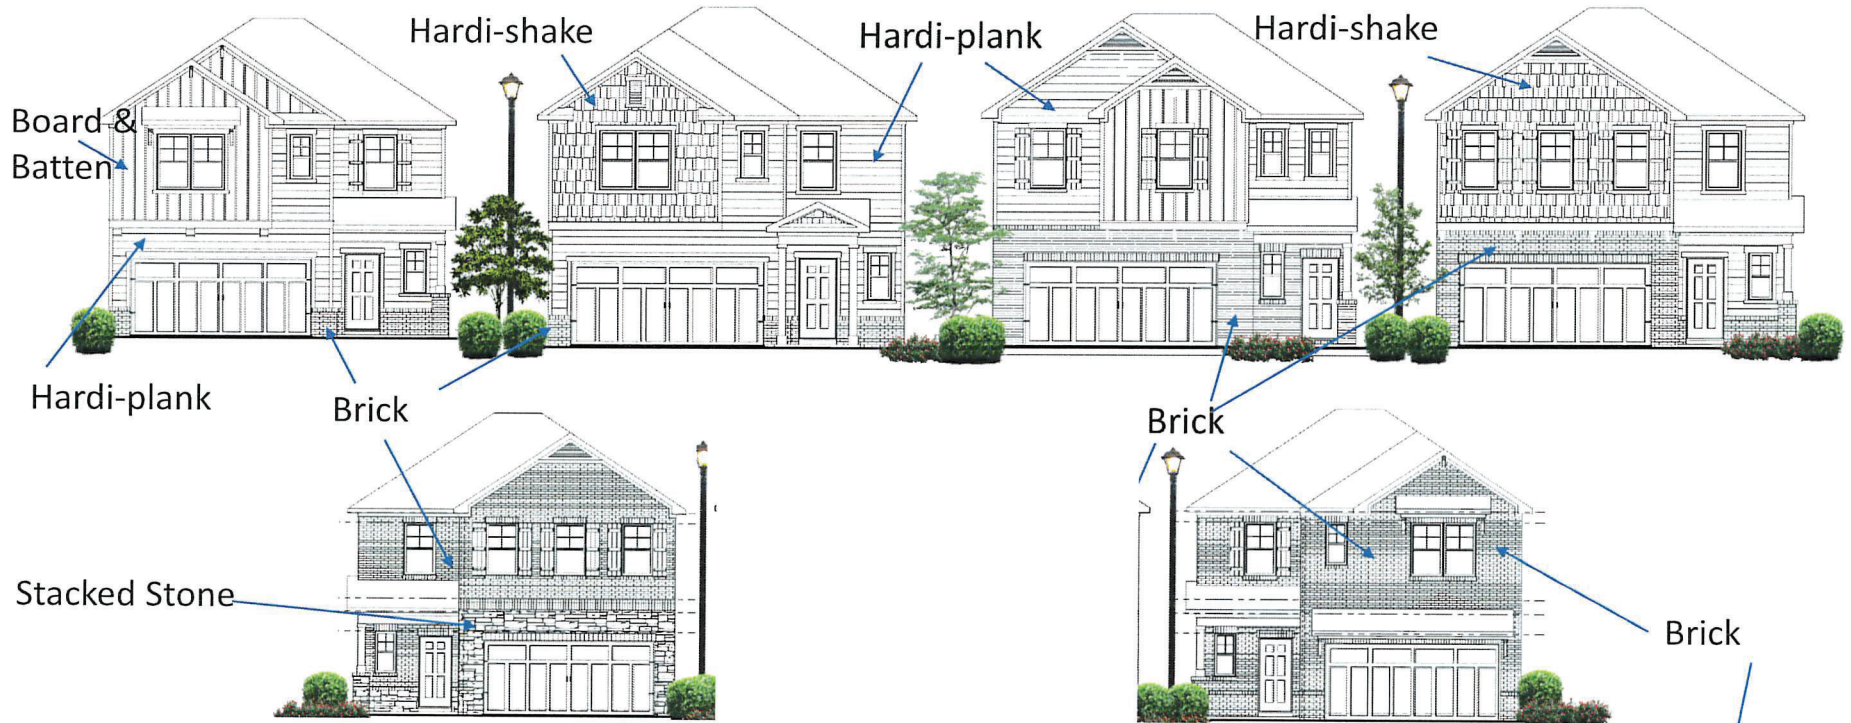 Hardi-shake
Hardi-plank
Hardi-shake
Board &
Batten
Hardi-plank
Brick
Brick
Stacked Stone
Brick